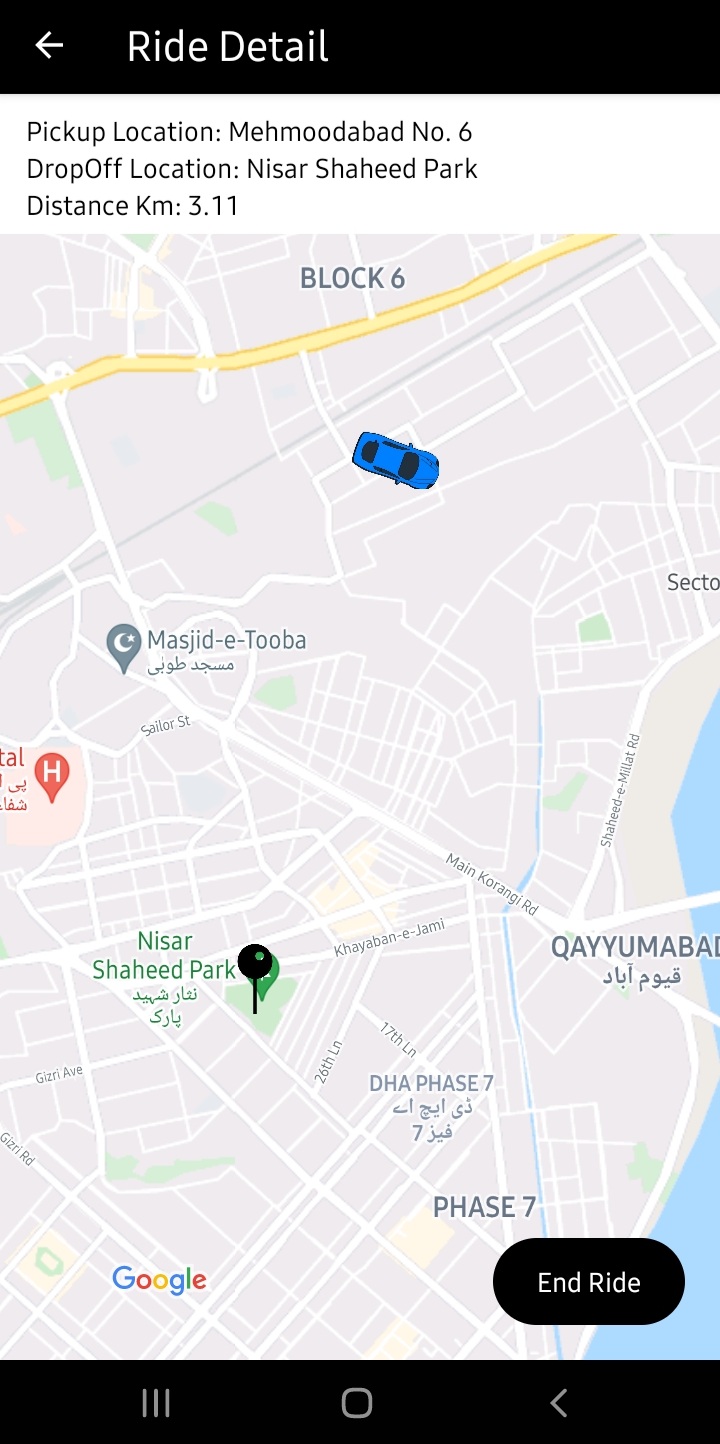 Ride Detail
Pickup Location: Mehmoodabad No. 6
DropOff Location: Nisar Shaheed Park
Distance Km: 3.11
BLOCK 6
Secto
Masjid-e-Tooba
مسجد طوبٰی
Sailor St
tal
H
پی ا
شفاء
Shaheed-e-Millat Rd
Main Korangi Rd
Nisar
Shaheed Park
نثار شہید
پارک
Khayaban-e-Jami
QAYYUMABAD
قیوم آباد
17th Ln
26th Ln
Gizri Ave
DHA PHASE 7
ڈی ایچ اے
فیز 7
Gizri Rd
PHASE 7
Google
End Ride